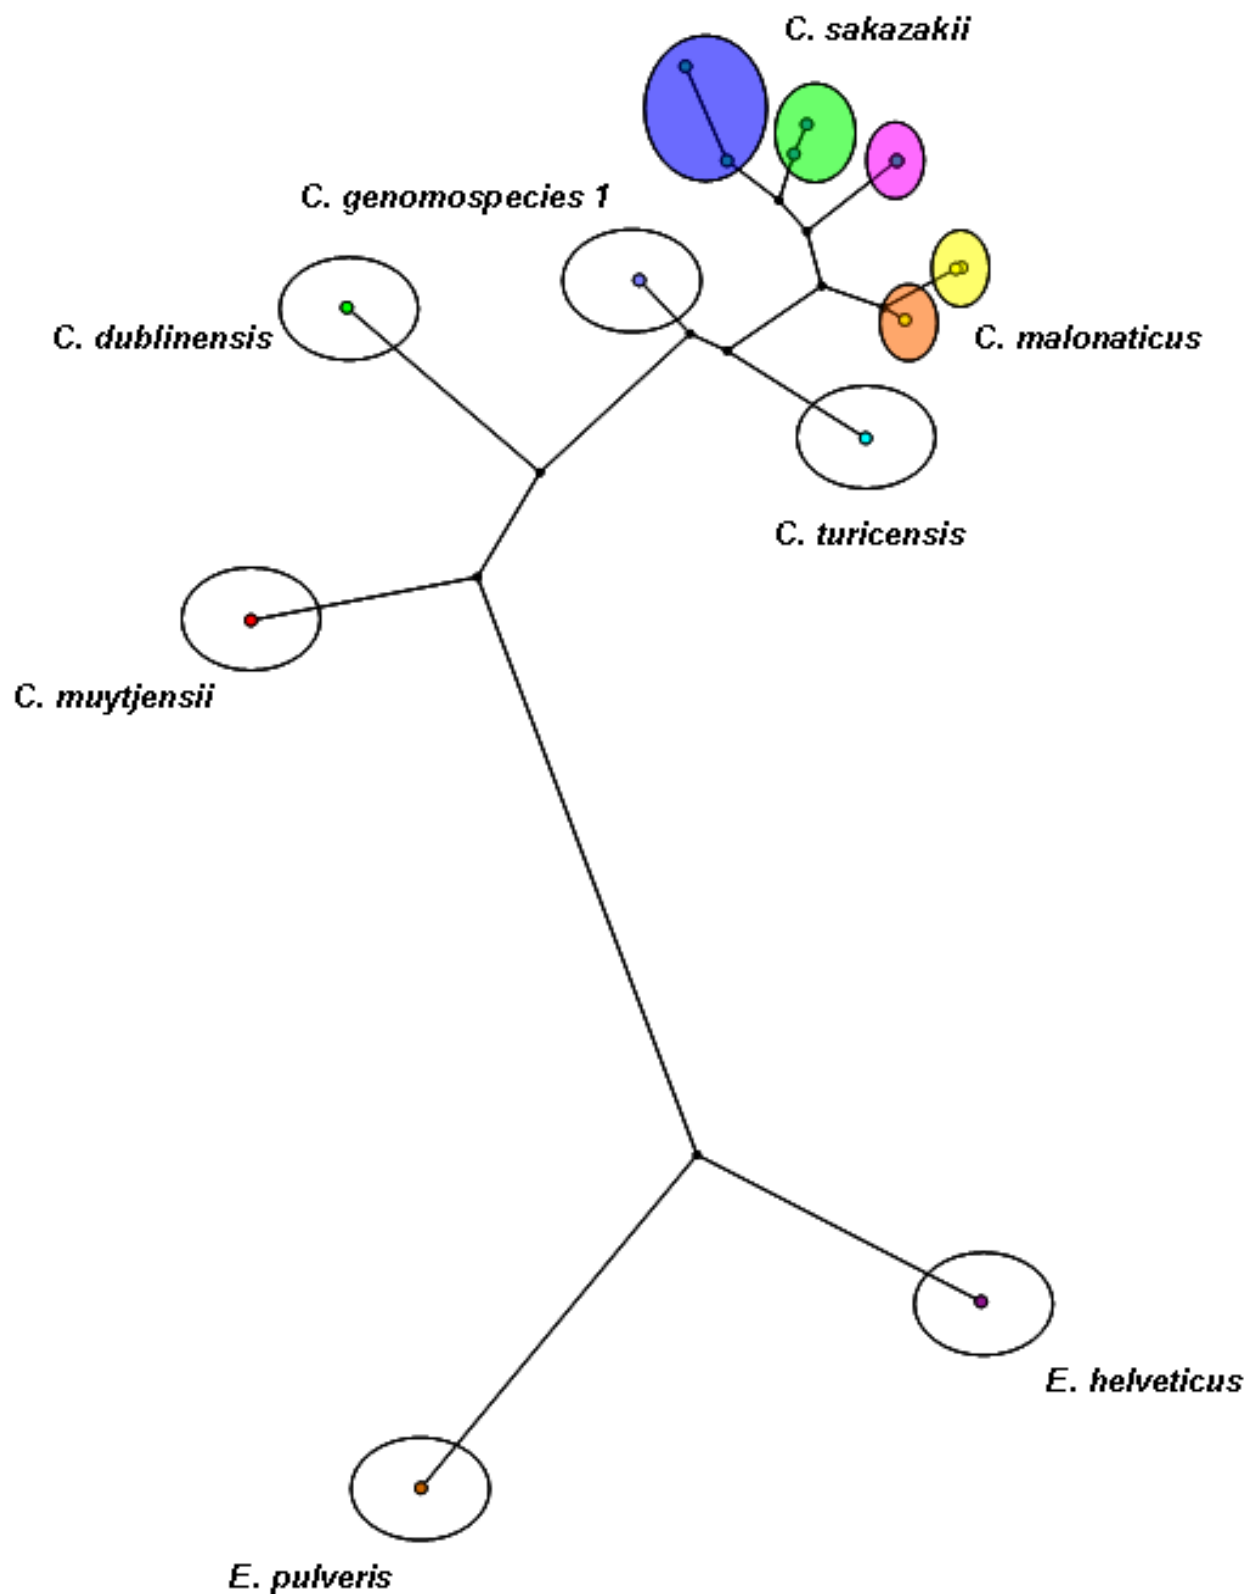 C. sakazakii
C. genomospecies 1
C. dublinensis
C. malonaticus
C. turicensis
C. muytjensii
E. helveticus
E. pulveris